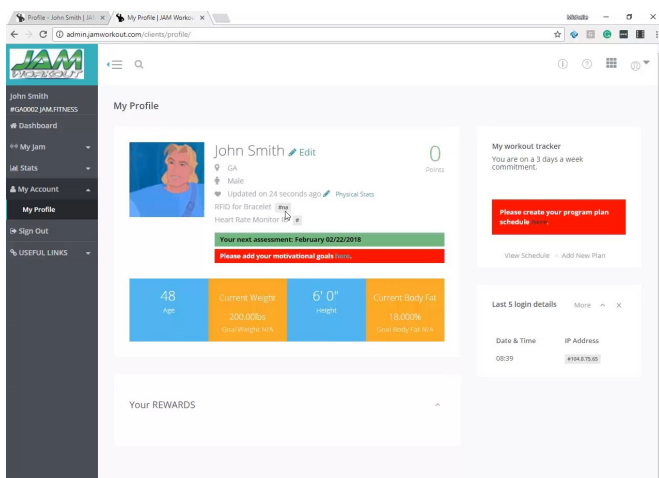 Profile - John Smith | JAM
My Profile | JAM Workou
admin.jamworkout.com/clients/profile/
JAM
WORKOUT
John Smith
#GA0002 JAM.FITNESS
Dashboard
My Jam
Stats
My Account
My Profile
Sign Out
USEFUL LINKS
My Profile
John Smith Edit
GA
Male
Updated on 24 seconds ago Physical Stats
RFID for Bracelet #na
Heart Rate Monitor #
0
Points
Your next assessment: February 02/22/2018
Please add your motivational goals here.
48
Age
Current Weight
200.00lbs
Goal Weight N/A
6' 0"
Height
Current Body Fat
18.000%
Goal Body Fat N/A
Your REWARDS
My workout tracker
You are on a 3 days a week
commitment.
Please create your program plan
schedule here.
View Schedule Add New Plan
Last 5 login details More
Date & Time IP Address
08:39 #104.0.75.65